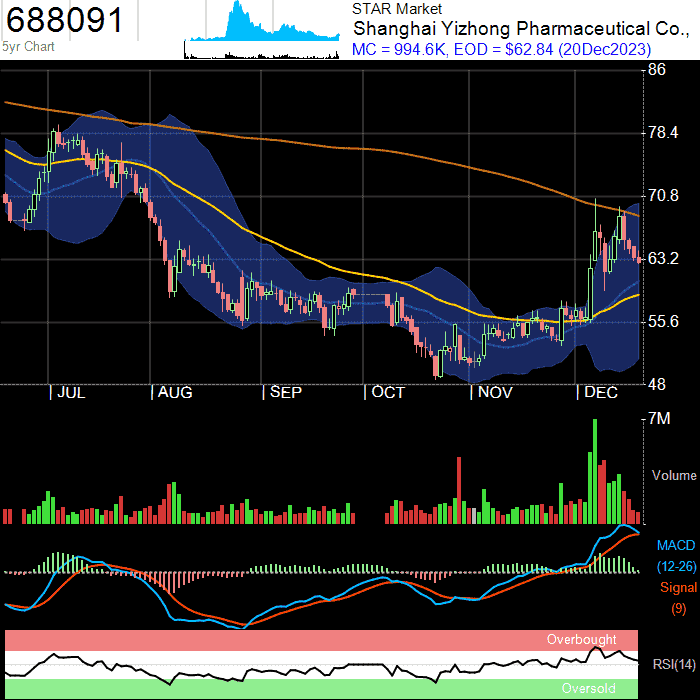 688091
5yr Chart
STAR Market
Shanghai Yizhong Pharmaceutical Co.,
MC = 994.6K, EOD = $62.84 (20Dec2023)
86
78.4
70.8
63.2
55.6
48
| JUL | AUG | SEP | OCT | NOV | DEC
7M
Volume
MACD
(12-26)
Signal
(9)
Overbought
RSI(14)
Oversold